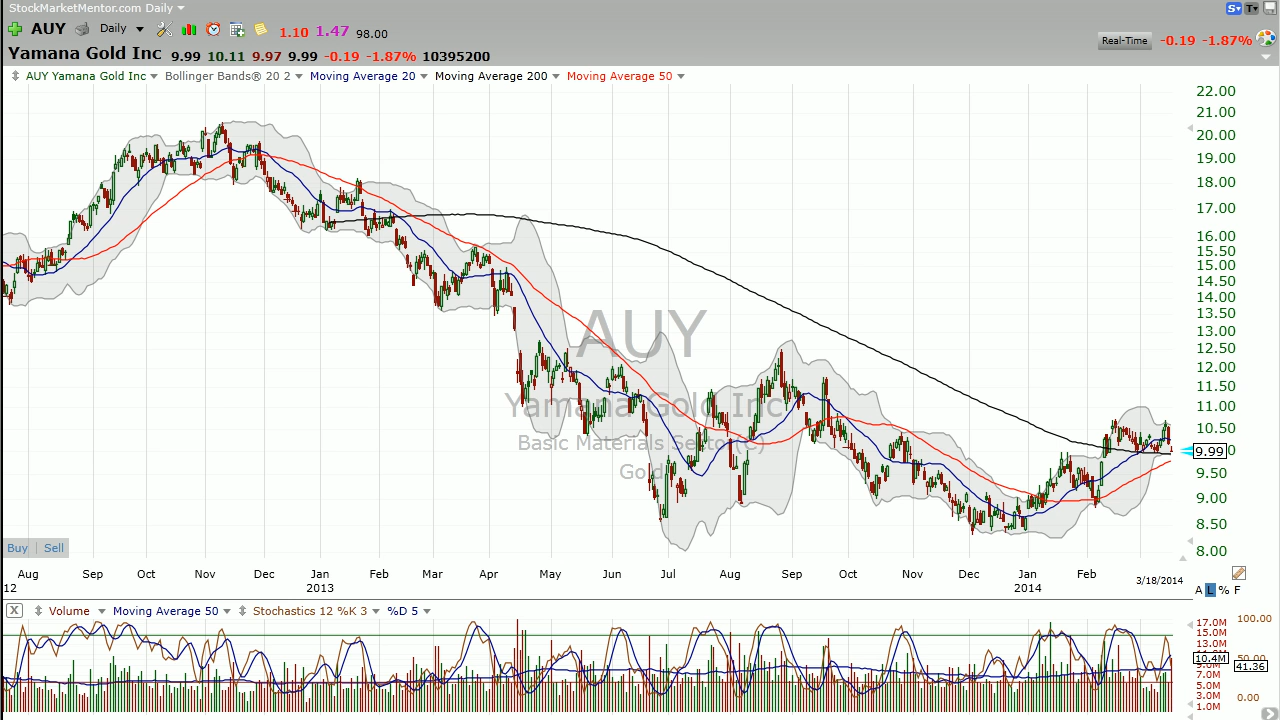 StockMarketMentor.com Daily
S T
AUY Daily 1.10 1.47 98.00
Yamana Gold Inc 9.99 10.11 9.97 9.99 -0.19 -1.87% 10395200
Real-Time -0.19 -1.87%
AUY Yamana Gold Inc Bollinger Bands® 20 2 Moving Average 20 Moving Average 200 Moving Average 50
22.00
21.00
20.00
19.00
18.00
17.00
16.00
15.50
15.00
14.50
14.00
13.50
13.00
12.50
12.00
11.50
11.00
10.50
9.99
9.50
9.00
8.50
8.00
AUY
Yamana Gold Inc
Basic Materials Sector (C)
Gold
Buy Sell
Aug Sep Oct Nov Dec Jan Feb Mar Apr May Jun Jul Aug Sep Oct Nov Dec Jan Feb 3/18/2014
12 2013 2014
A L % F
X Volume Moving Average 50 Stochastics 12 %K 3 %D 5
17.0M 100.00
15.0M
13.0M
10.4M 50.00
9.0M 41.36
7.0M
5.0M
3.0M 0.00
1.0M